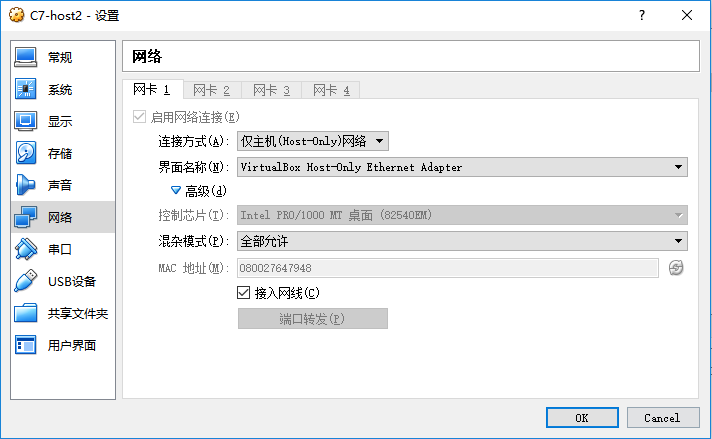 C7-host2 - 设置
常规
系统
显示
存储
声音
网络
串口
USB设备
共享文件夹
用户界面
网络
网卡 1 网卡 2 网卡 3 网卡 4
启用网络连接(E)
连接方式(A): 仅主机(Host-Only)网络
界面名称(N): VirtualBox Host-Only Ethernet Adapter
高级(d)
控制芯片(T): Intel PRO/1000 MT 桌面 (82540EM)
混杂模式(P): 全部允许
MAC 地址(M): 080027647948
接入网线(C)
端口转发(P)
OK Cancel